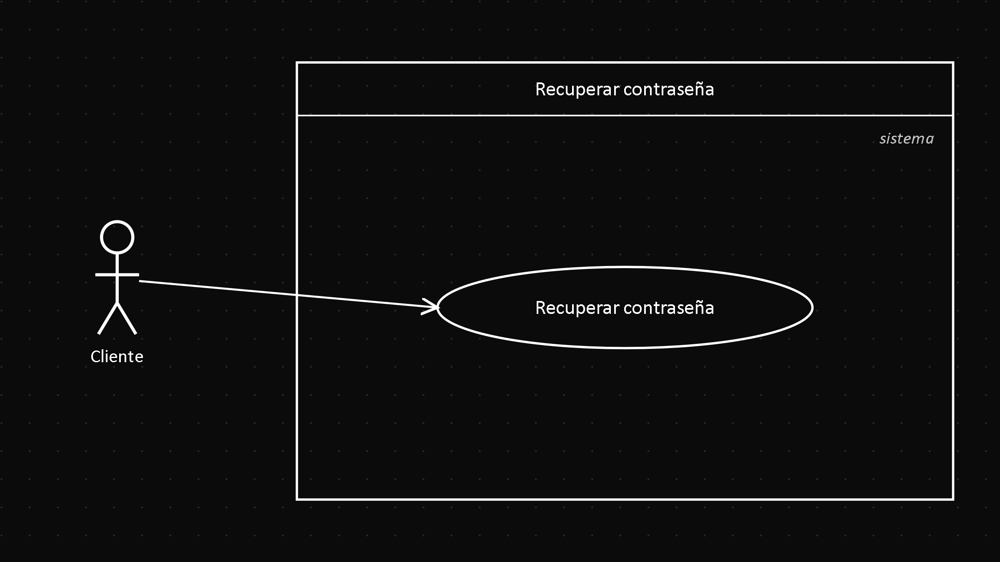 Recuperar contraseña
sistema
Recuperar contraseña
Cliente